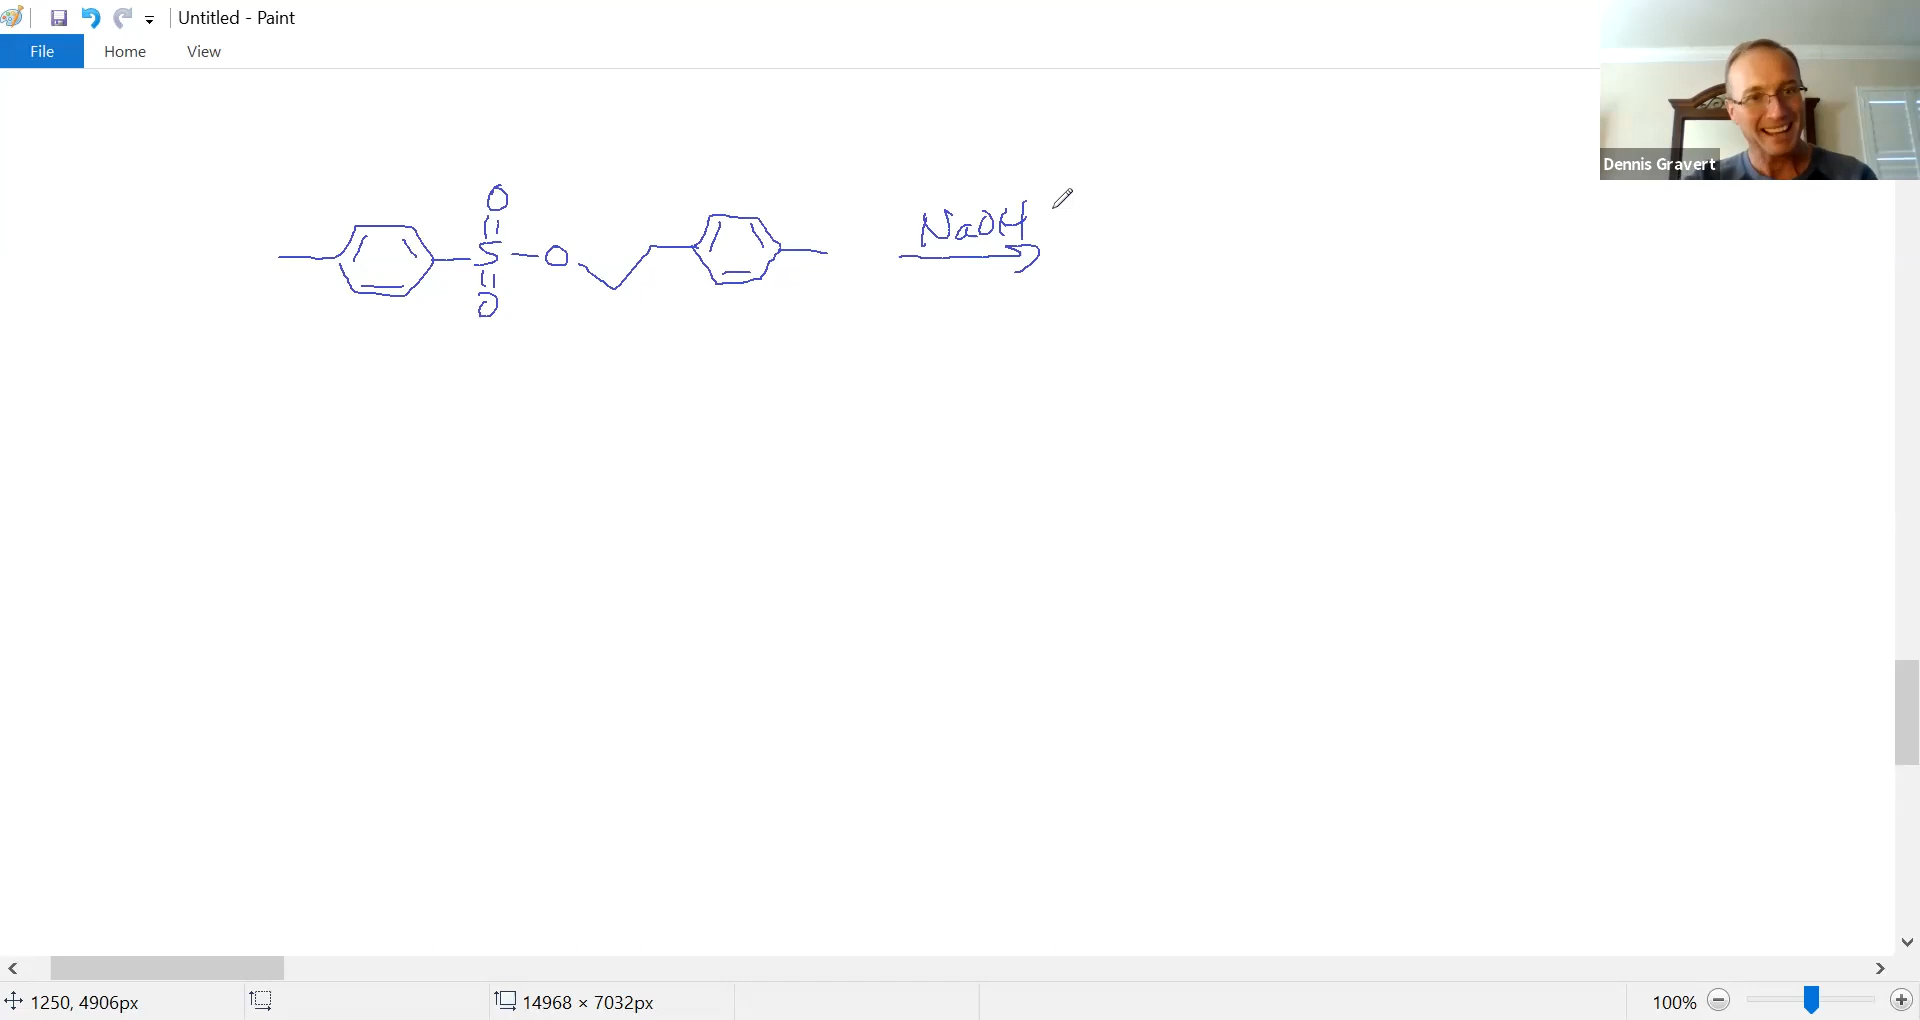 Untitled - Paint
File Home View
Dennis Gravert
O
S
O
O
NaOH
1250, 4906px
14968 × 7032px
100%